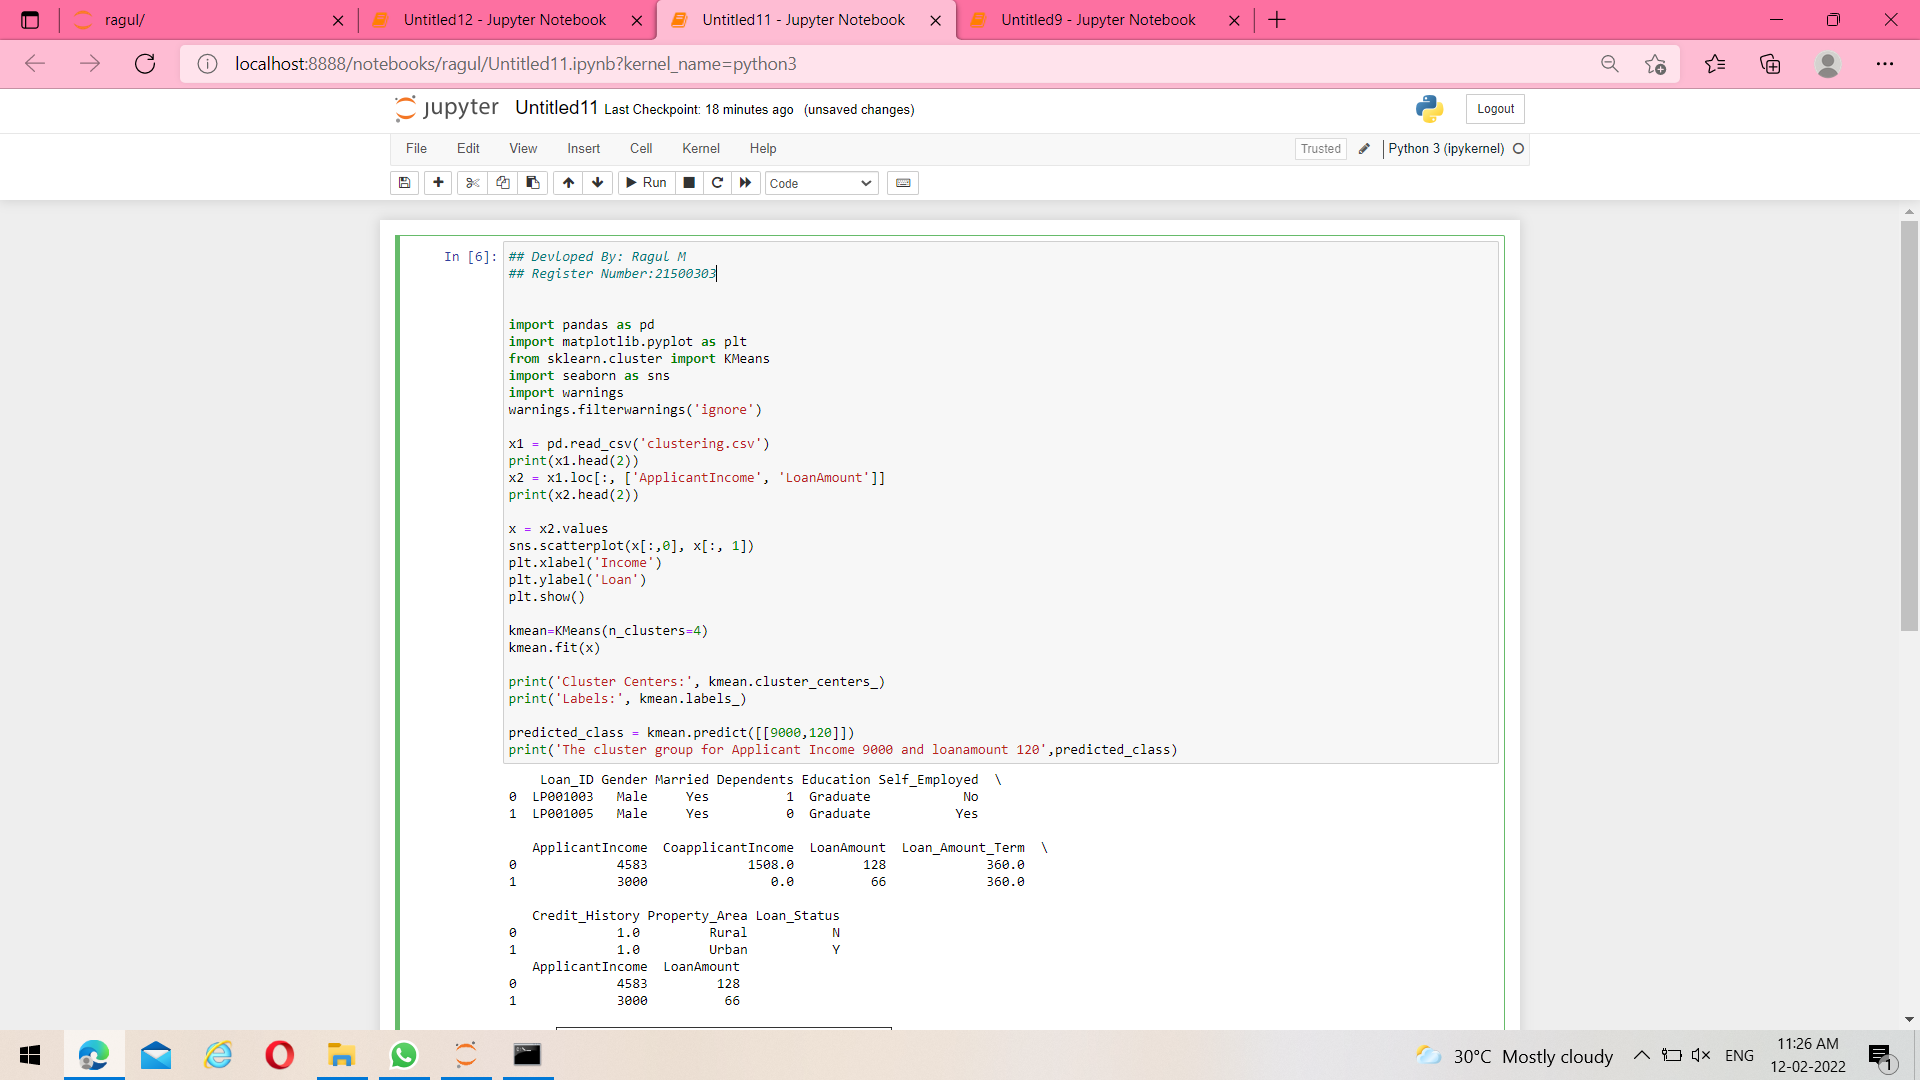 ragul/
Untitled12 - Jupyter Notebook
Untitled11 - Jupyter Notebook
Untitled9 - Jupyter Notebook
localhost:8888/notebooks/ragul/Untitled11.ipynb?kernel_name=python3
jupyter Untitled11 Last Checkpoint: 18 minutes ago (unsaved changes)
Logout
File Edit View Insert Cell Kernel Help
Trusted
Python 3 (ipykernel)
Run
Code
In [6]:
## Devloped By: Ragul M
## Register Number:21500303
import pandas as pd
import matplotlib.pyplot as plt
from sklearn.cluster import KMeans
import seaborn as sns
import warnings
warnings.filterwarnings('ignore')
x1 = pd.read_csv('clustering.csv')
print(x1.head(2))
x2 = x1.loc[:, ['ApplicantIncome', 'LoanAmount']]
print(x2.head(2))
x = x2.values
sns.scatterplot(x[:,0], x[:, 1])
plt.xlabel('Income')
plt.ylabel('Loan')
plt.show()
kmean=KMeans(n_clusters=4)
kmean.fit(x)
print('Cluster Centers:', kmean.cluster_centers_)
print('Labels:', kmean.labels_)
predicted_class = kmean.predict([[9000,120]])
print('The cluster group for Applicant Income 9000 and loanamount 120',predicted_class)
Loan_ID Gender Married Dependents Education Self_Employed \
0 LP001003 Male Yes 1 Graduate No
1 LP001005 Male Yes 0 Graduate Yes
ApplicantIncome CoapplicantIncome LoanAmount Loan_Amount_Term \
0 4583 1508.0 128 360.0
1 3000 0.0 66 360.0
Credit_History Property_Area Loan_Status
0 1.0 Rural N
1 1.0 Urban Y
ApplicantIncome LoanAmount
0 4583 128
1 3000 66
30°C Mostly cloudy
ENG
11:26 AM
12-02-2022
1